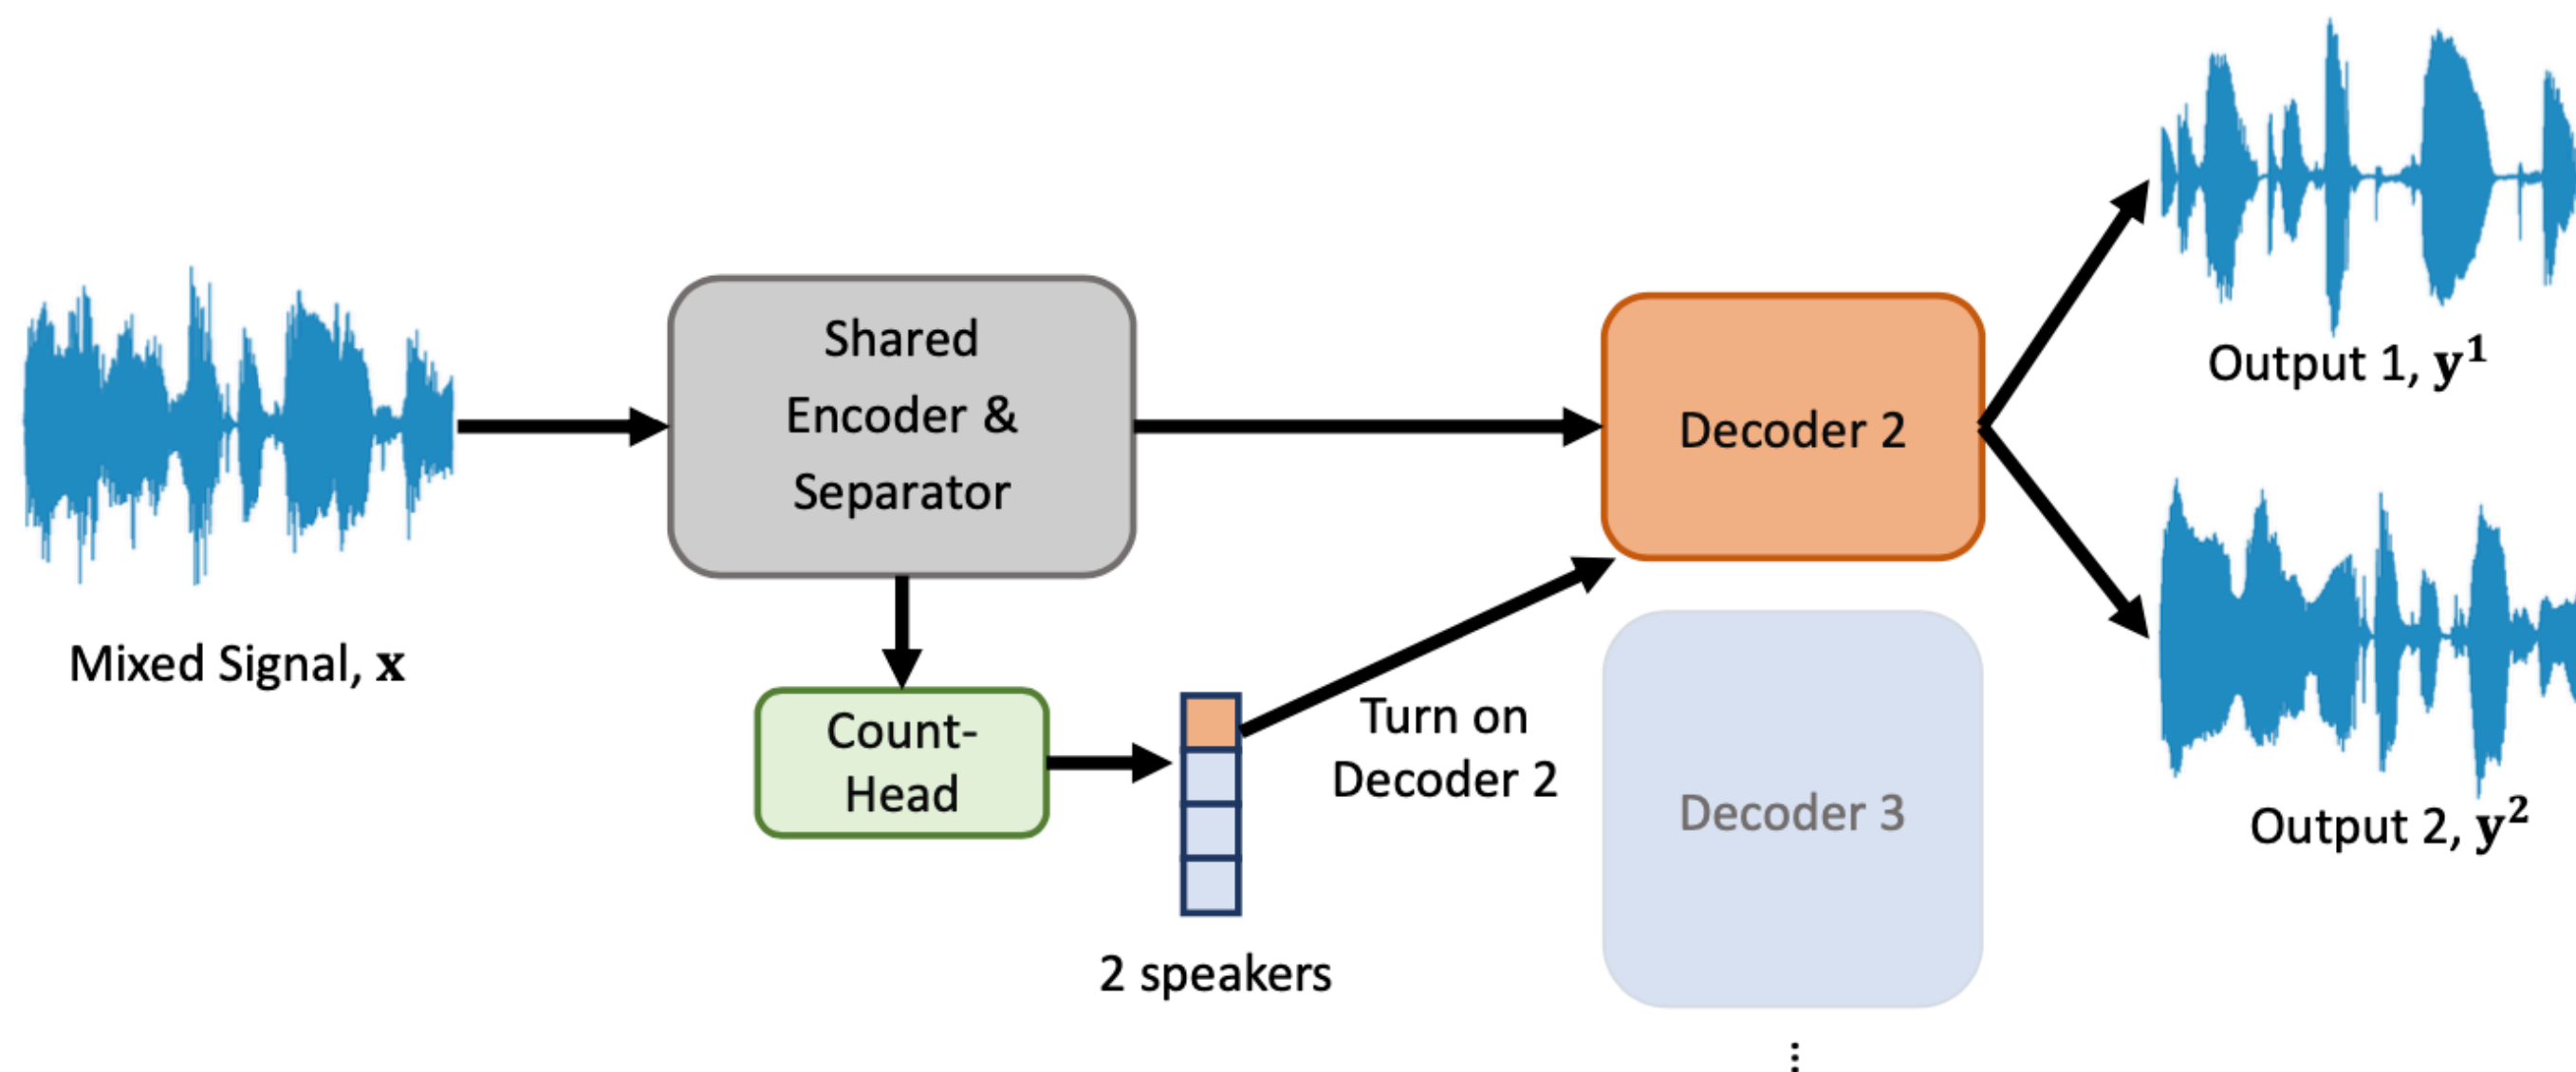 Mixed Signal, x
Shared
Encoder &
Separator
Count-
Head
2 speakers
Turn on
Decoder 2
Decoder 2
Decoder 3
⋮
Output 1, y¹
Output 2, y²